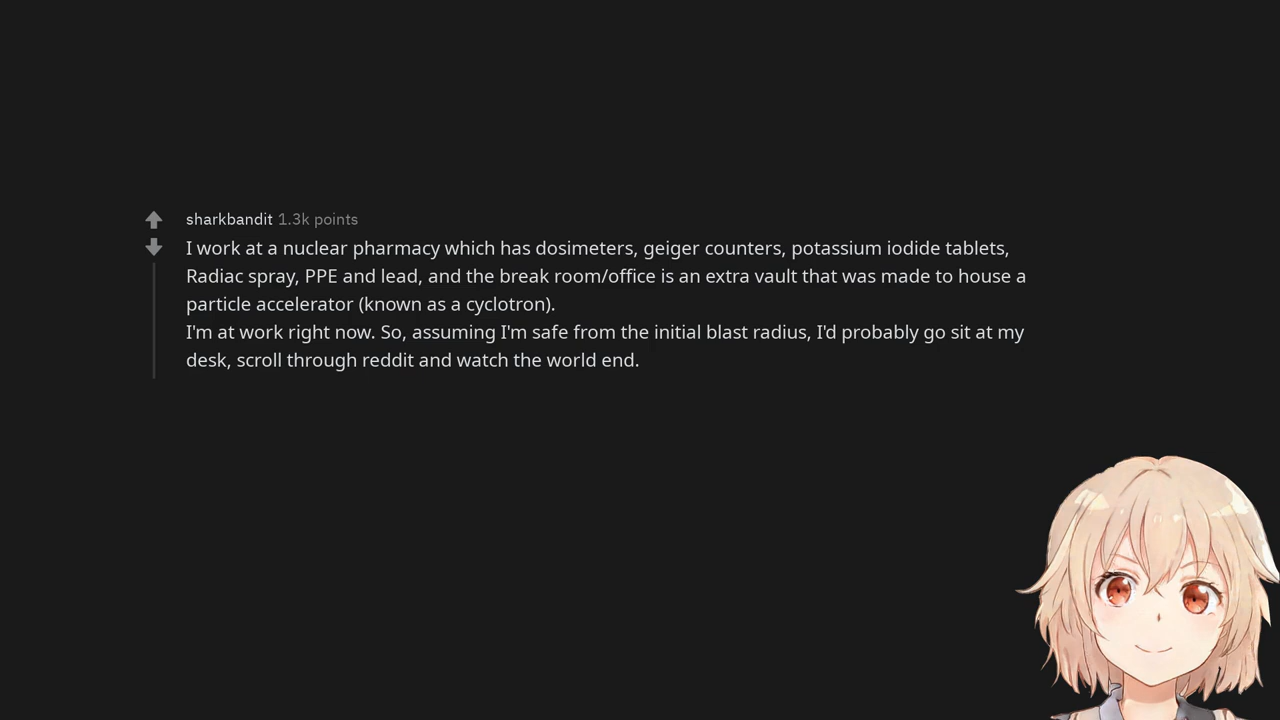 sharkbandit 1.3k points
I work at a nuclear pharmacy which has dosimeters, geiger counters, potassium iodide tablets,
Radiac spray, PPE and lead, and the break room/office is an extra vault that was made to house a
particle accelerator (known as a cyclotron).
I'm at work right now. So, assuming I'm safe from the initial blast radius, I'd probably go sit at my
desk, scroll through reddit and watch the world end.